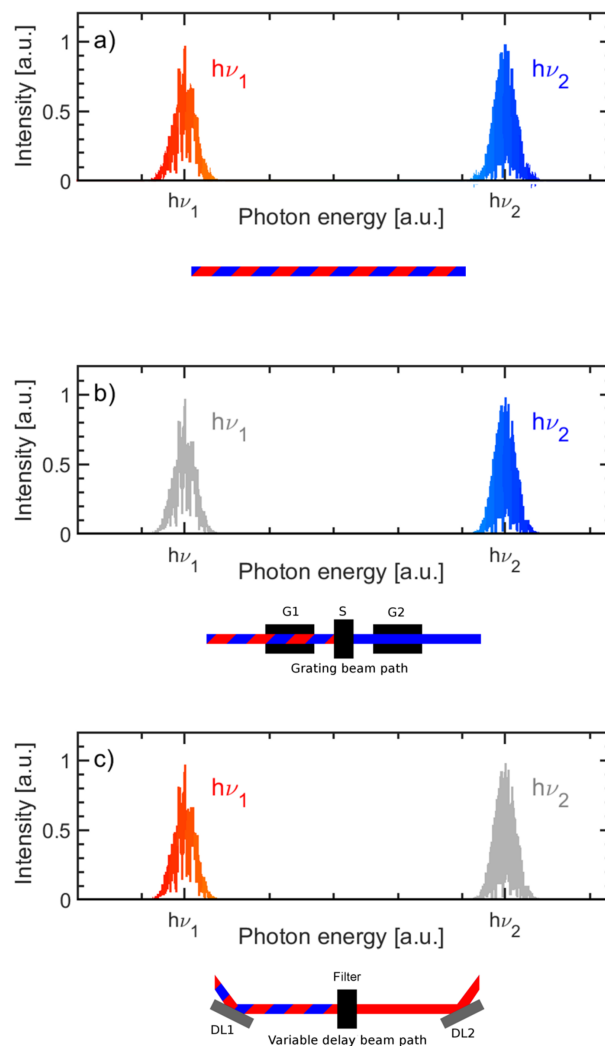 a)
hν1
hν2
Intensity [a.u.]
1
0.5
0
hν1
hν2
Photon energy [a.u.]
b)
hν1
hν2
Intensity [a.u.]
1
0.5
0
hν1
hν2
Photon energy [a.u.]
G1 S G2
Grating beam path
c)
hν1
hν2
Intensity [a.u.]
1
0.5
0
hν1
hν2
Photon energy [a.u.]
Filter
DL1
DL2
Variable delay beam path